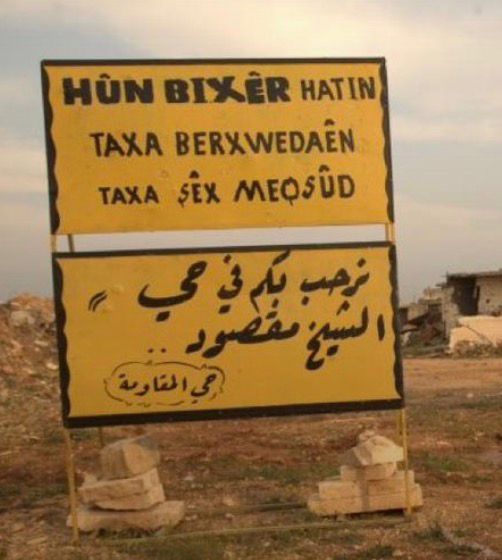 HÛN BIXÊR HATIN
TAXA BERXWEDAÊN
TAXA ŞÊX MEQSÛD
نرحب بكم في حي
الشيخ مقصود
حي المقاومة